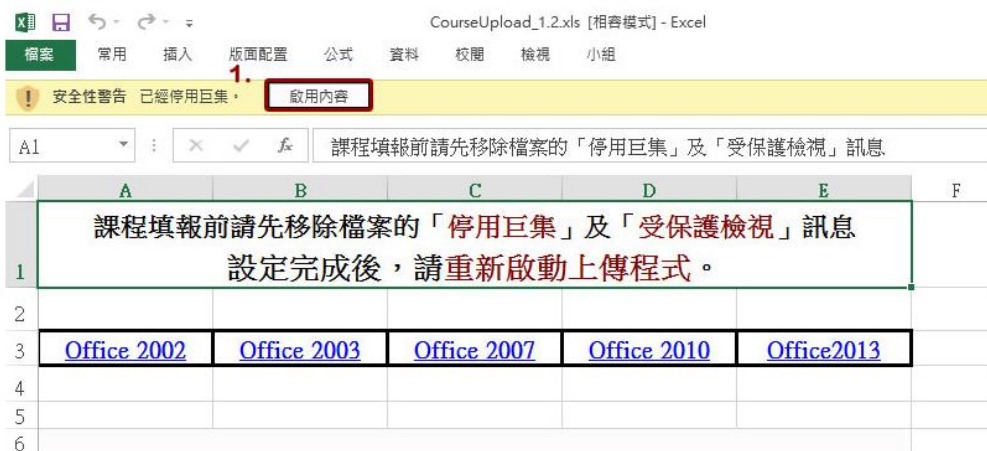 CourseUpload_1.2.xls [相容模式] - Excel
檔案 常用 插入 版面配置 公式 資料 校閱 檢視 小組
1.
安全性警告 已經停用巨集。 啟用內容
A1 fx 課程填報前請先移除檔案的「停用巨集」及「受保護檢視」訊息
A B C D E F
課程填報前請先移除檔案的「停用巨集」及「受保護檢視」訊息
1 設定完成後，請重新啟動上傳程式。
2
3 Office 2002 Office 2003 Office 2007 Office 2010 Office2013
4
5
6